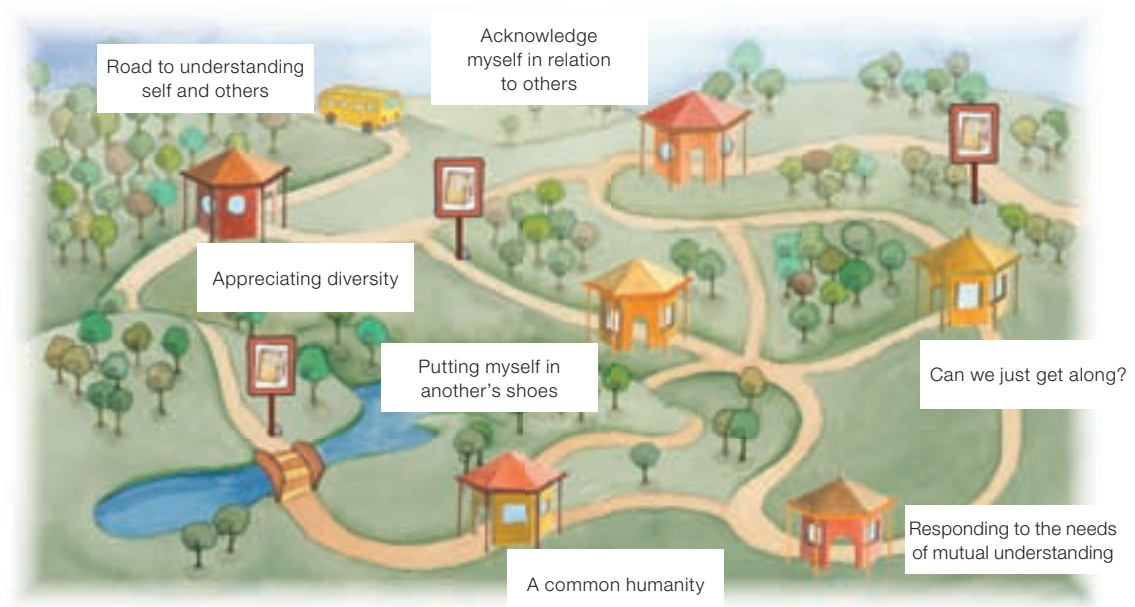 Road to understanding
self and others
Acknowledge
myself in relation
to others
Appreciating diversity
Putting myself in
another's shoes
Can we just get along?
Responding to the needs
of mutual understanding
A common humanity